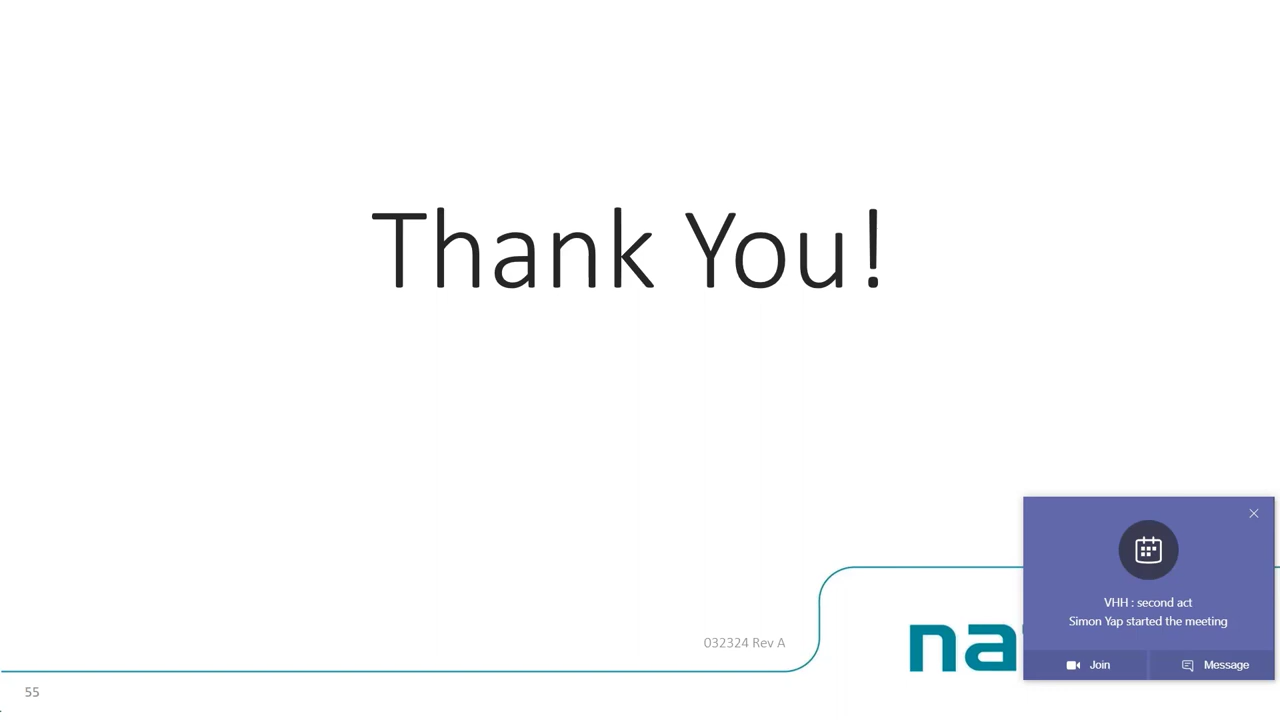 Thank You!
032324 Rev A
55
VHH : second act
Simon Yap started the meeting
Join
Message